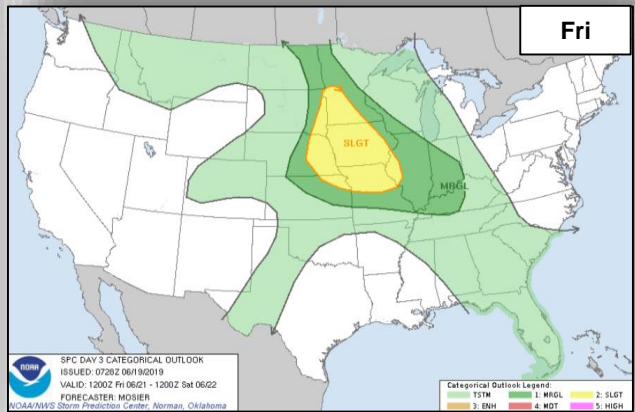 Fri
SLGT
MRGL
NOAA
SPC DAY 3 CATEGORICAL OUTLOOK
ISSUED: 0728Z 06/19/2019
VALID: 1200Z Fri 06/21 - 1200Z Sat 06/22
FORECASTER: MOSIER
NOAA/NWS Storm Prediction Center, Norman, Oklahoma
Categorical Outlook Legend:
TSTM 1: MRGL 2: SLGT
3: ENH 4: MDT 5: HIGH